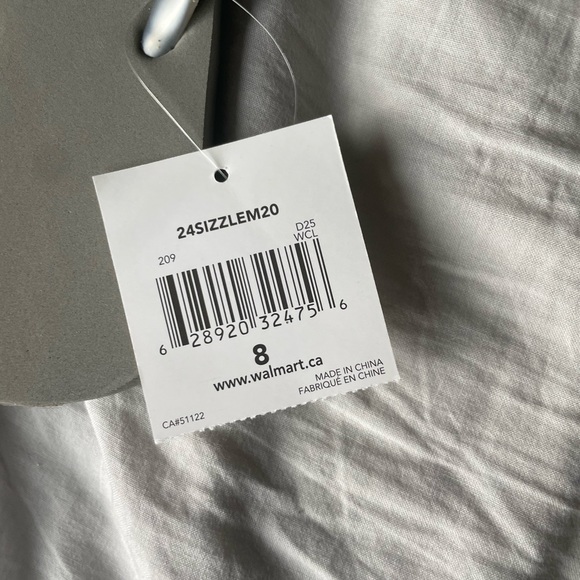 24SIZZLEM20
D25
209
WCL
6 28920 32475 6
8
www.walmart.ca
MADE IN CHINA
FABRIQUÉ EN CHINE
CA#51122